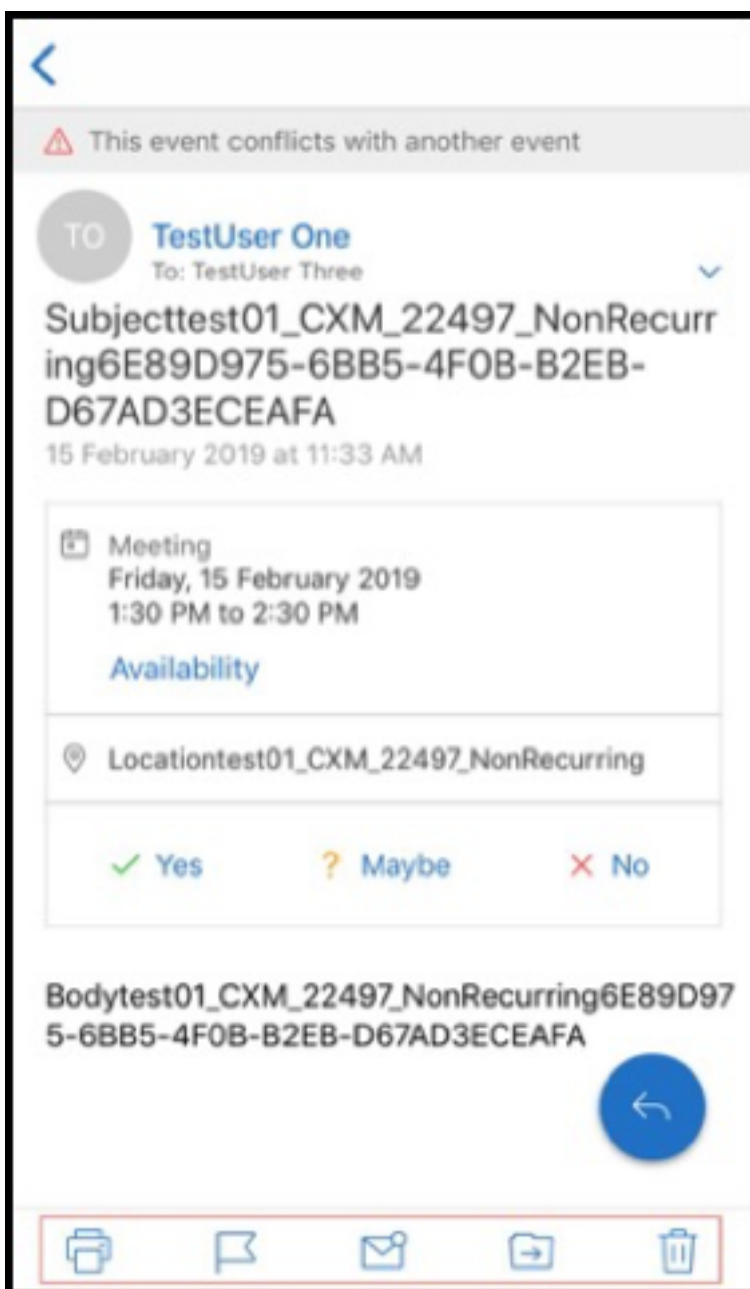 This event conflicts with another event
TO
TestUser One
To: TestUser Three
Subjecttest01_CXM_22497_NonRecurr
ing6E89D975-6BB5-4F0B-B2EB-
D67AD3ECEAFA
15 February 2019 at 11:33 AM
Meeting
Friday, 15 February 2019
1:30 PM to 2:30 PM
Availability
Locationtest01_CXM_22497_NonRecurring
Yes ? Maybe No
Bodytest01_CXM_22497_NonRecurring6E89D97
5-6BB5-4F0B-B2EB-D67AD3ECEAFA